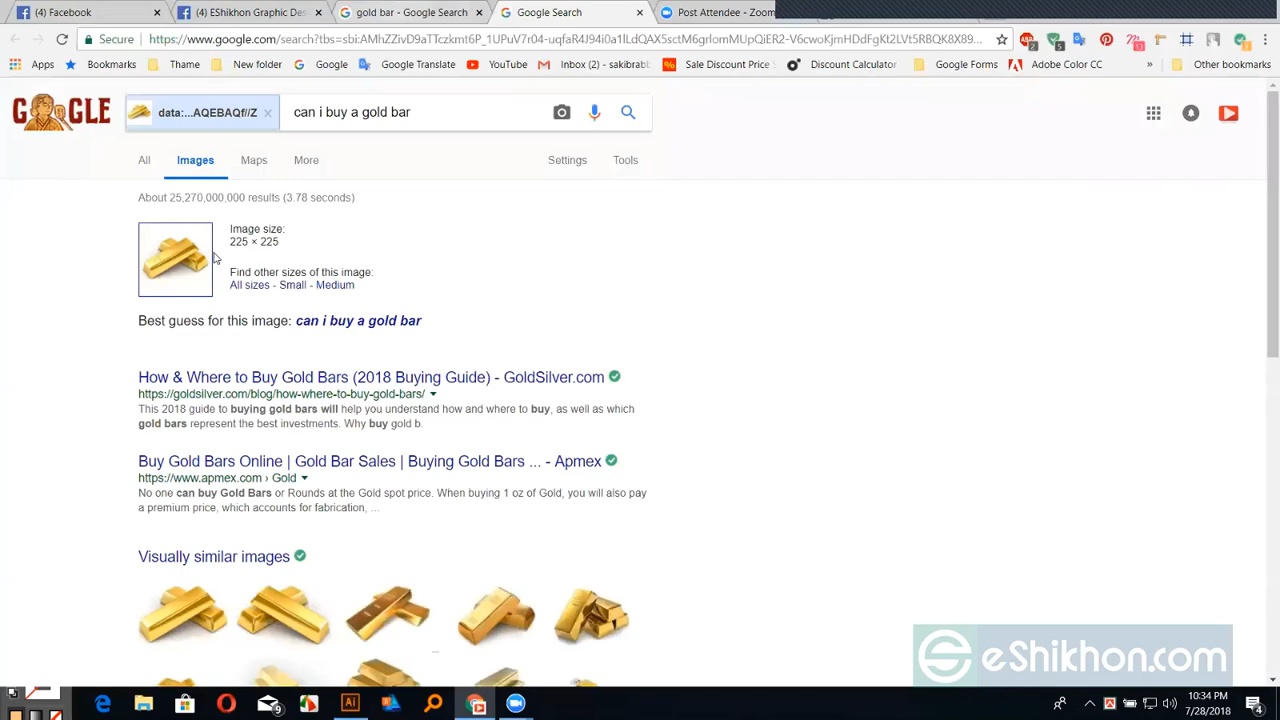 (4) Facebook
(4) EShikhon Graphic Des
gold bar - Google Search
Google Search
Post Attendee - Zoom
Secure
https://www.google.com/search?tbs=sbi:AMhZZivD9aTTczkmt6P_1UPuV7r04-uqfaR4J94i0a1lLdQAX5sctM6grlomMUpQiER2-V6cwoKjmHDdFgKt2LVt5RBQK8X89...
Apps Bookmarks Thame New folder Google Google Translate YouTube Inbox (2) - sakibrabb Sale Discount Price S Discount Calculator Google Forms Adobe Color CC » Other bookmarks
GOOGLE
data:...AQEBAQf//Z
can i buy a gold bar
All Images Maps More Settings Tools
About 25,270,000,000 results (3.78 seconds)
Image size:
225 × 225
Find other sizes of this image:
All sizes - Small - Medium
Best guess for this image: can i buy a gold bar
How & Where to Buy Gold Bars (2018 Buying Guide) - GoldSilver.com
https://goldsilver.com/blog/how-where-to-buy-gold-bars/
This 2018 guide to buying gold bars will help you understand how and where to buy, as well as which
gold bars represent the best investments. Why buy gold b.
Buy Gold Bars Online | Gold Bar Sales | Buying Gold Bars ... - Apmex
https://www.apmex.com › Gold
No one can buy Gold Bars or Rounds at the Gold spot price. When buying 1 oz of Gold, you will also pay
a premium price, which accounts for fabrication, ...
Visually similar images
eShikhon.com
10:34 PM
7/28/2018